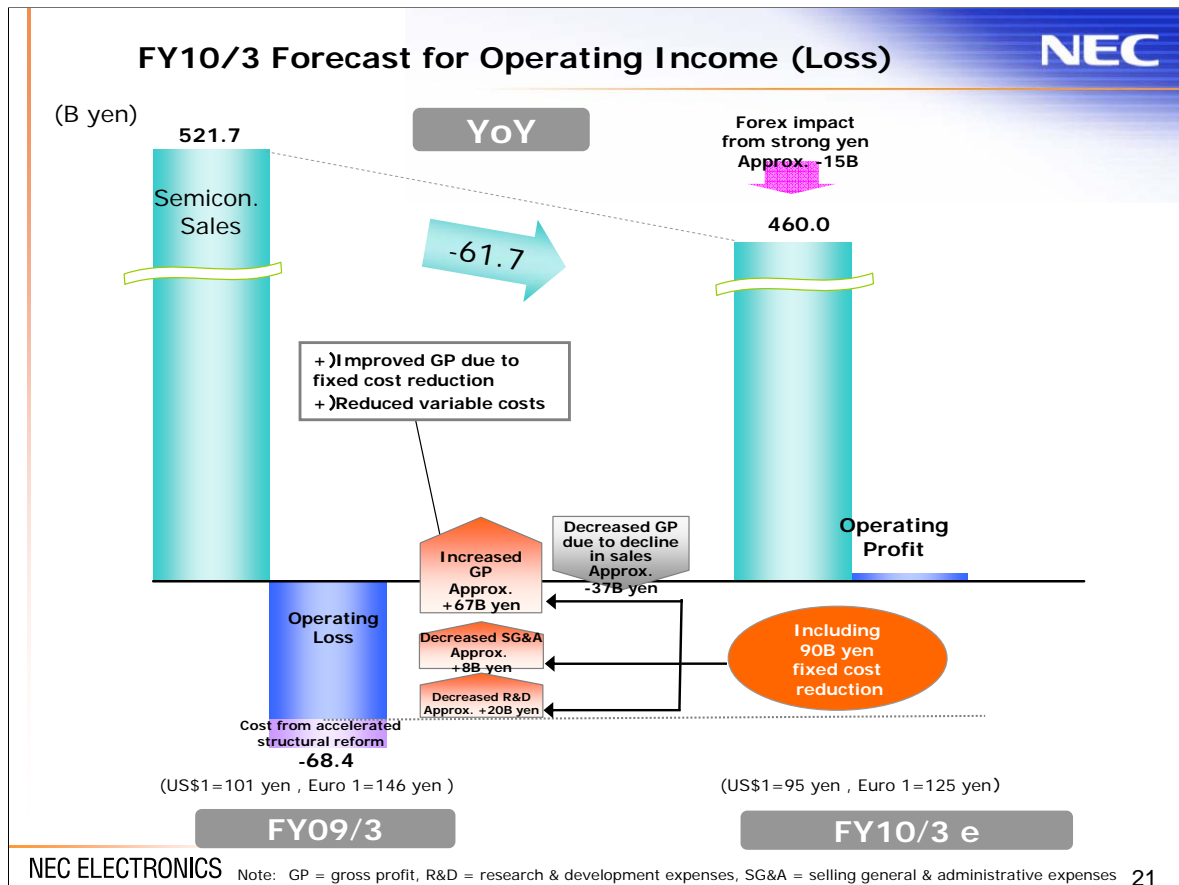 FY10/3 Forecast for Operating Income (Loss)
NEC
(B yen)
YoY
521.7
Semicon.
Sales
-61.7
Forex impact
from strong yen
Approx. -15B
460.0
+)Improved GP due to
fixed cost reduction
+)Reduced variable costs
Increased
GP
Approx.
+67B yen
Decreased GP
due to decline
in sales
Approx.
-37B yen
Operating
Profit
Operating
Loss
Decreased SG&A
Approx.
+8B yen
Decreased R&D
Approx. +20B yen
Including
90B yen
fixed cost
reduction
Cost from accelerated
structural reform
-68.4
(US$1=101 yen , Euro 1=146 yen )
(US$1=95 yen , Euro 1=125 yen)
FY09/3
FY10/3 e
NEC ELECTRONICS
Note: GP = gross profit, R&D = research & development expenses, SG&A = selling general & administrative expenses
21